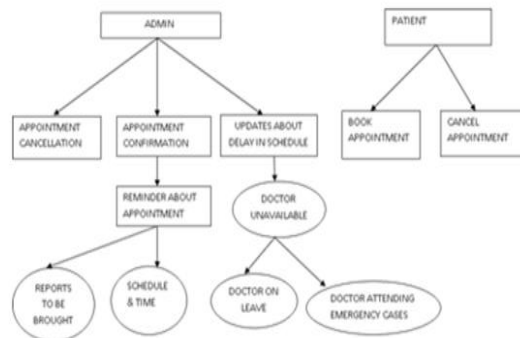 ADMIN
PATIENT
APPOINTMENT
CANCELLATION
APPOINTMENT
CONFIRMATION
UPDATES ABOUT
DELAY IN SCHEDULE
BOOK
APPOINTMENT
CANCEL
APPOINTMENT
REMINDER ABOUT
APPOINTMENT
DOCTOR
UNAVAILABLE
REPORTS
TO BE
BROUGHT
SCHEDULE
& TIME
DOCTOR ON
LEAVE
DOCTOR ATTENDING
EMERGENCY CASES